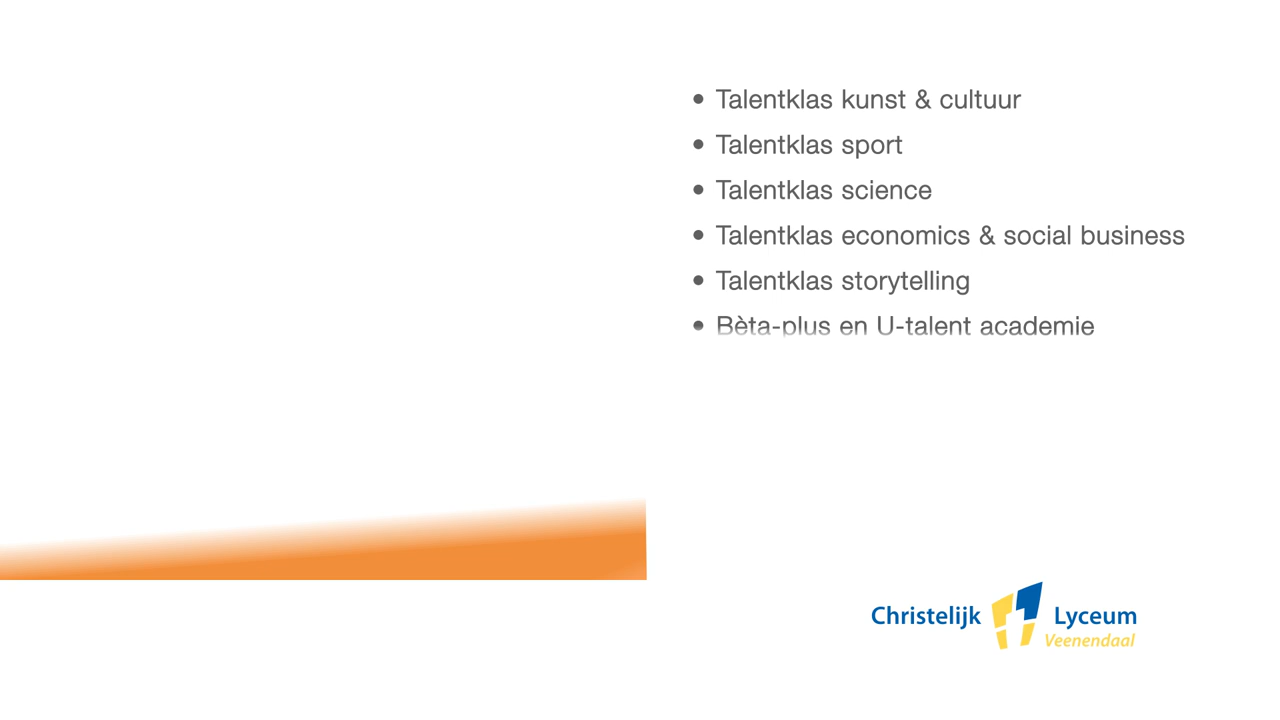 • Talentklas kunst & cultuur
• Talentklas sport
• Talentklas science
• Talentklas economics & social business
• Talentklas storytelling
• Bèta-plus en U-talent academie
Christelijk Lyceum
Veenendaal